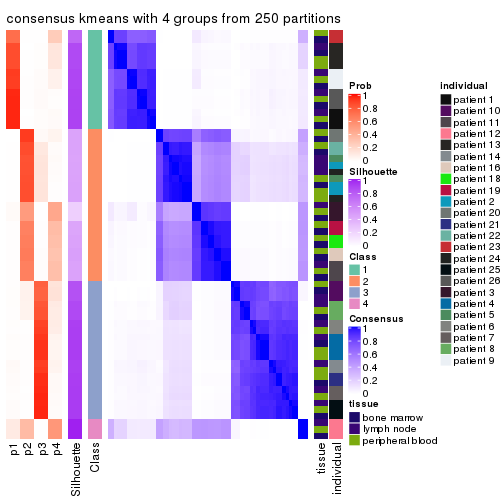 consensus kmeans with 4 groups from 250 partitions
p1
p2
p3
p4
Silhouette
Class
tissue
individual
Prob
1
0.8
0.6
0.4
0.2
0
Silhouette
1
0.8
0.6
0.4
0.2
0
Class
1
2
3
4
Consensus
1
0.8
0.6
0.4
0.2
0
tissue
bone marrow
lymph node
peripheral blood
individual
patient 1
patient 10
patient 11
patient 12
patient 13
patient 14
patient 16
patient 18
patient 19
patient 2
patient 20
patient 21
patient 22
patient 23
patient 24
patient 25
patient 26
patient 3
patient 4
patient 5
patient 6
patient 7
patient 8
patient 9